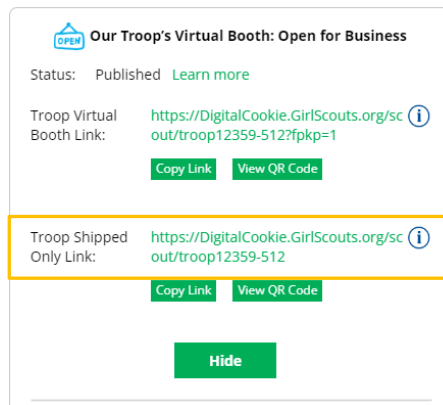 OPEN Our Troop's Virtual Booth: Open for Business
Status: Published Learn more
Troop Virtual https://DigitalCookie.GirlScouts.org/sc i
Booth Link: out/troop12359-512?fpkp=1
Copy Link View QR Code
Troop Shipped https://DigitalCookie.GirlScouts.org/sc i
Only Link: out/troop12359-512
Copy Link View QR Code
Hide